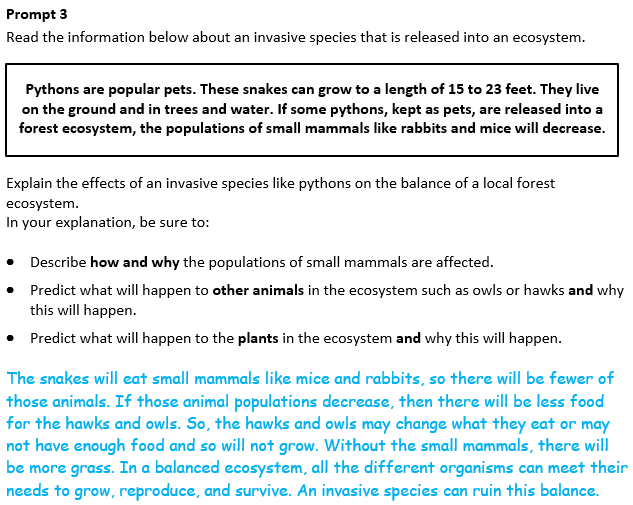 Prompt 3
Read the information below about an invasive species that is released into an ecosystem.
Pythons are popular pets. These snakes can grow to a length of 15 to 23 feet. They live
on the ground and in trees and water. If some pythons, kept as pets, are released into a
forest ecosystem, the populations of small mammals like rabbits and mice will decrease.
Explain the effects of an invasive species like pythons on the balance of a local forest
ecosystem.
In your explanation, be sure to:
• Describe how and why the populations of small mammals are affected.
• Predict what will happen to other animals in the ecosystem such as owls or hawks and why
this will happen.
• Predict what will happen to the plants in the ecosystem and why this will happen.
The snakes will eat small mammals like mice and rabbits, so there will be fewer of
those animals. If those animal populations decrease, then there will be less food
for the hawks and owls. So, the hawks and owls may change what they eat or may
not have enough food and so will not grow. Without the small mammals, there will
be more grass. In a balanced ecosystem, all the different organisms can meet their
needs to grow, reproduce, and survive. An invasive species can ruin this balance.